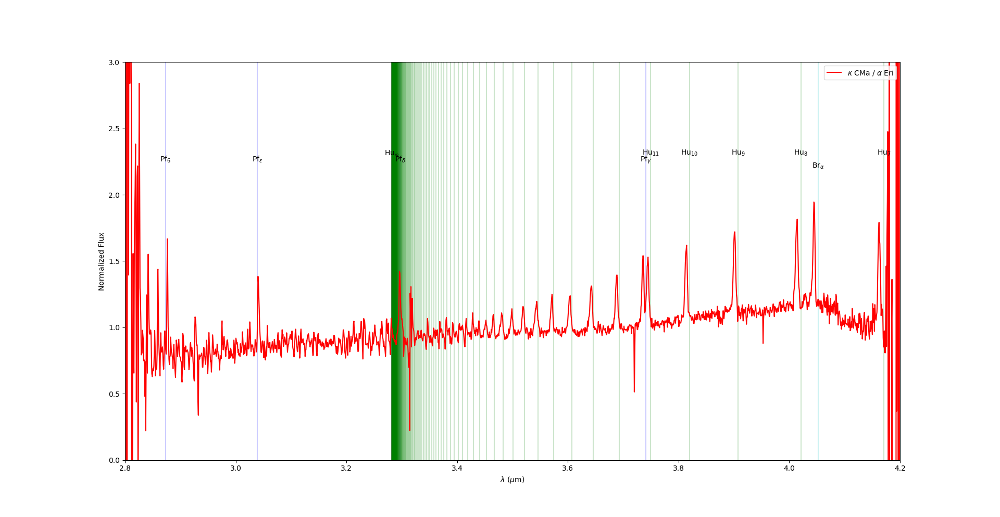 κ CMa / α Eri
3.0
2.5
2.0
1.5
1.0
0.5
0.0
Normalized Flux
Hu∞
Hu₁₁
Hu₁₀
Hu₉
Hu₈
Hu₇
Pf₆
Pfε
Pfδ
Pfγ
Brα
2.8
3.0
3.2
3.4
3.6
3.8
4.0
4.2
λ (μm)